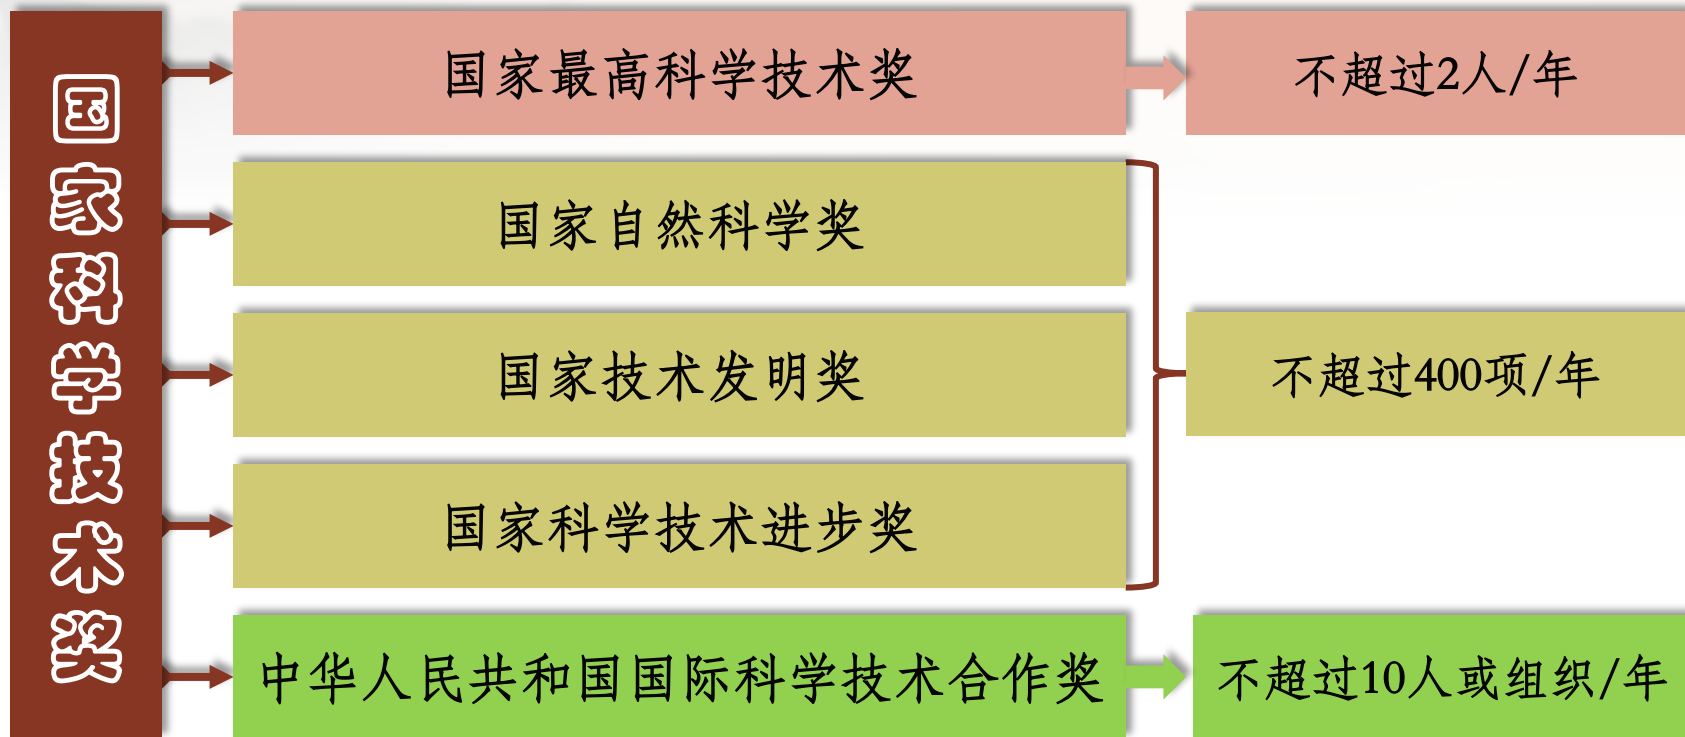 国家科学技术奖
国家最高科学技术奖
不超过2人/年
国家自然科学奖
国家技术发明奖
不超过400项/年
国家科学技术进步奖
中华人民共和国国际科学技术合作奖
不超过10人或组织/年